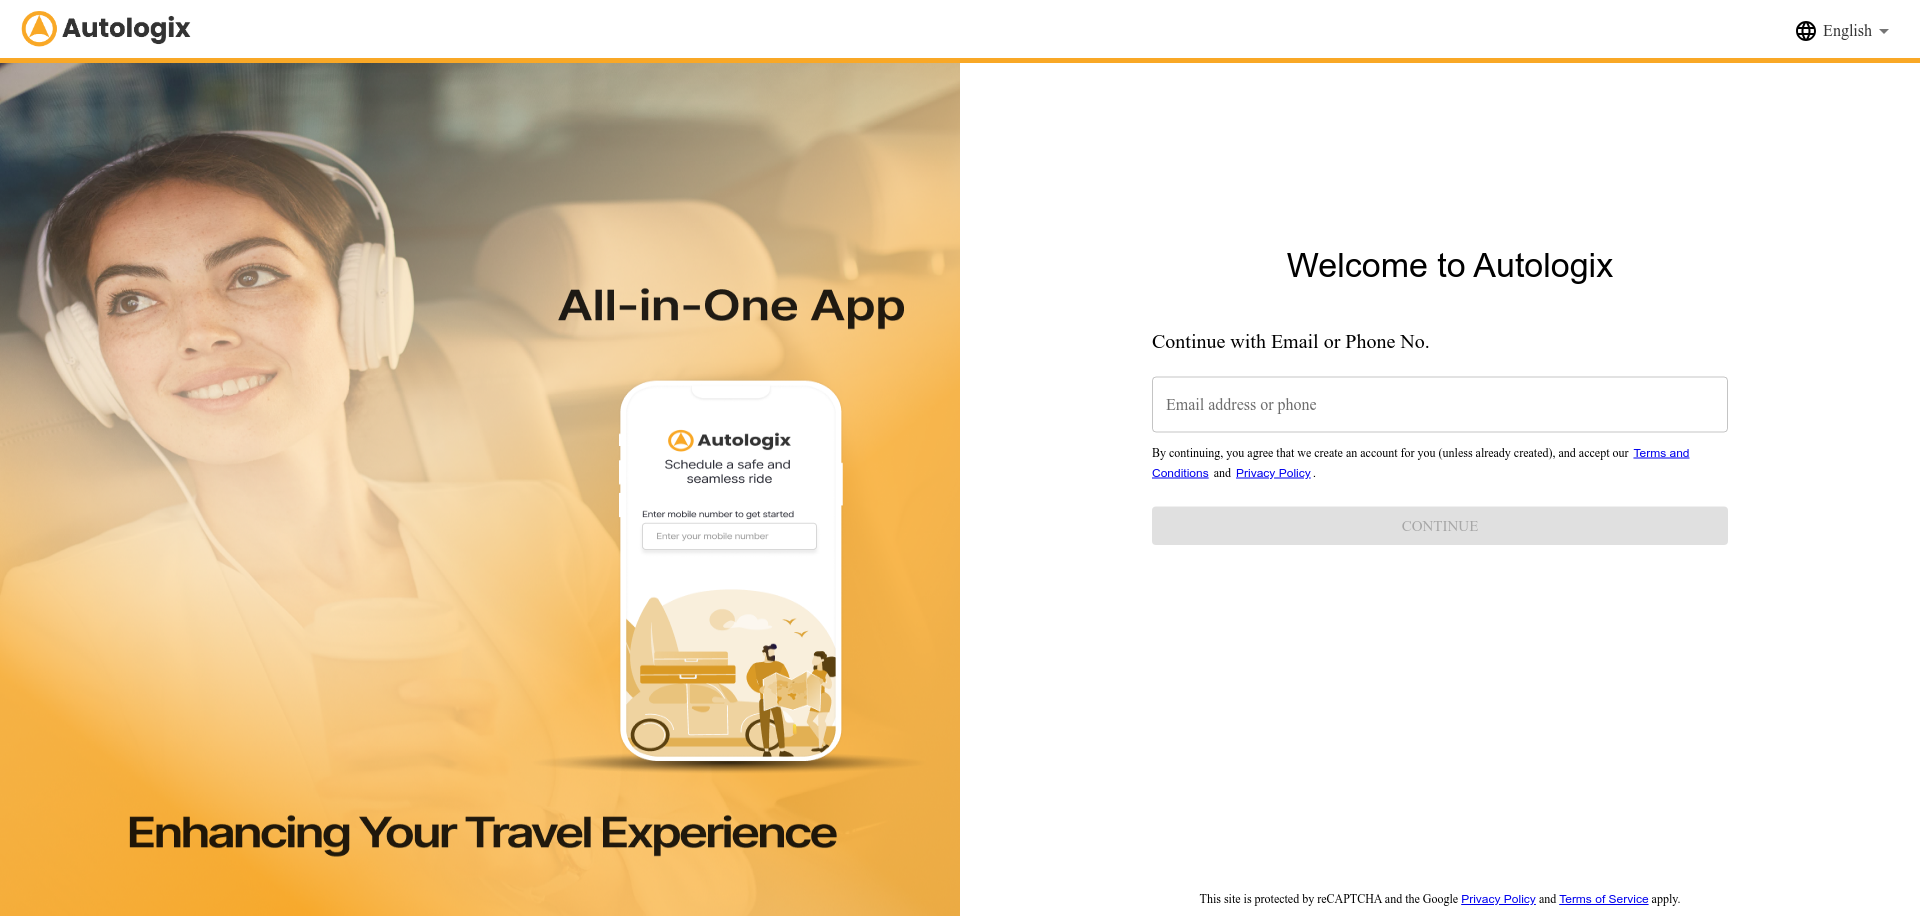 Autologix
English
All-in-One App
Autologix
Schedule a safe and
seamless ride
Enter mobile number to get started
Enter your mobile number
Enhancing Your Travel Experience
Welcome to Autologix
Continue with Email or Phone No.
Email address or phone
By continuing, you agree that we create an account for you (unless already created), and accept our Terms and
Conditions and Privacy Policy.
CONTINUE
This site is protected by reCAPTCHA and the Google Privacy Policy and Terms of Service apply.